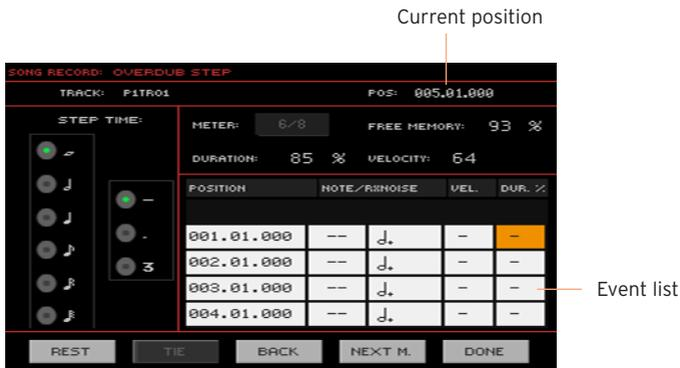 Current position
SONG RECORD: OVERDUB STEP
TRACK: P1TR01 POS: 005.01.000
STEP TIME:
METER: 6/8 FREE MEMORY: 93 %
DURATION: 85 % VELOCITY: 64
POSITION NOTE/RXNOISE VEL. DUR. %
001.01.000 -- - -
002.01.000 -- - -
003.01.000 -- - -
004.01.000 -- - -
3
Event list
REST TIE BACK NEXT M. DONE